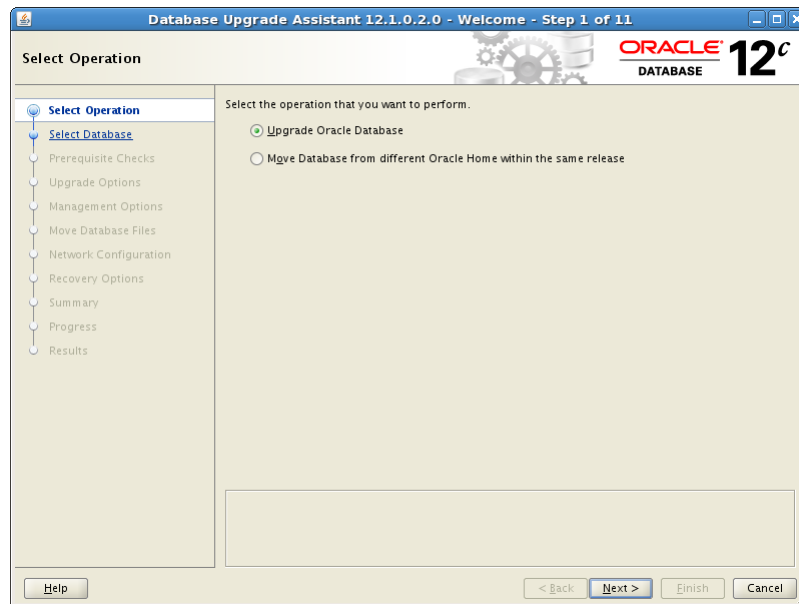 Database Upgrade Assistant 12.1.0.2.0 - Welcome - Step 1 of 11
Select Operation
ORACLE DATABASE 12c
Select Operation
Select Database
Prerequisite Checks
Upgrade Options
Management Options
Move Database Files
Network Configuration
Recovery Options
Summary
Progress
Results
Select the operation that you want to perform.
Upgrade Oracle Database
Move Database from different Oracle Home within the same release
Help
< Back
Next >
Finish
Cancel